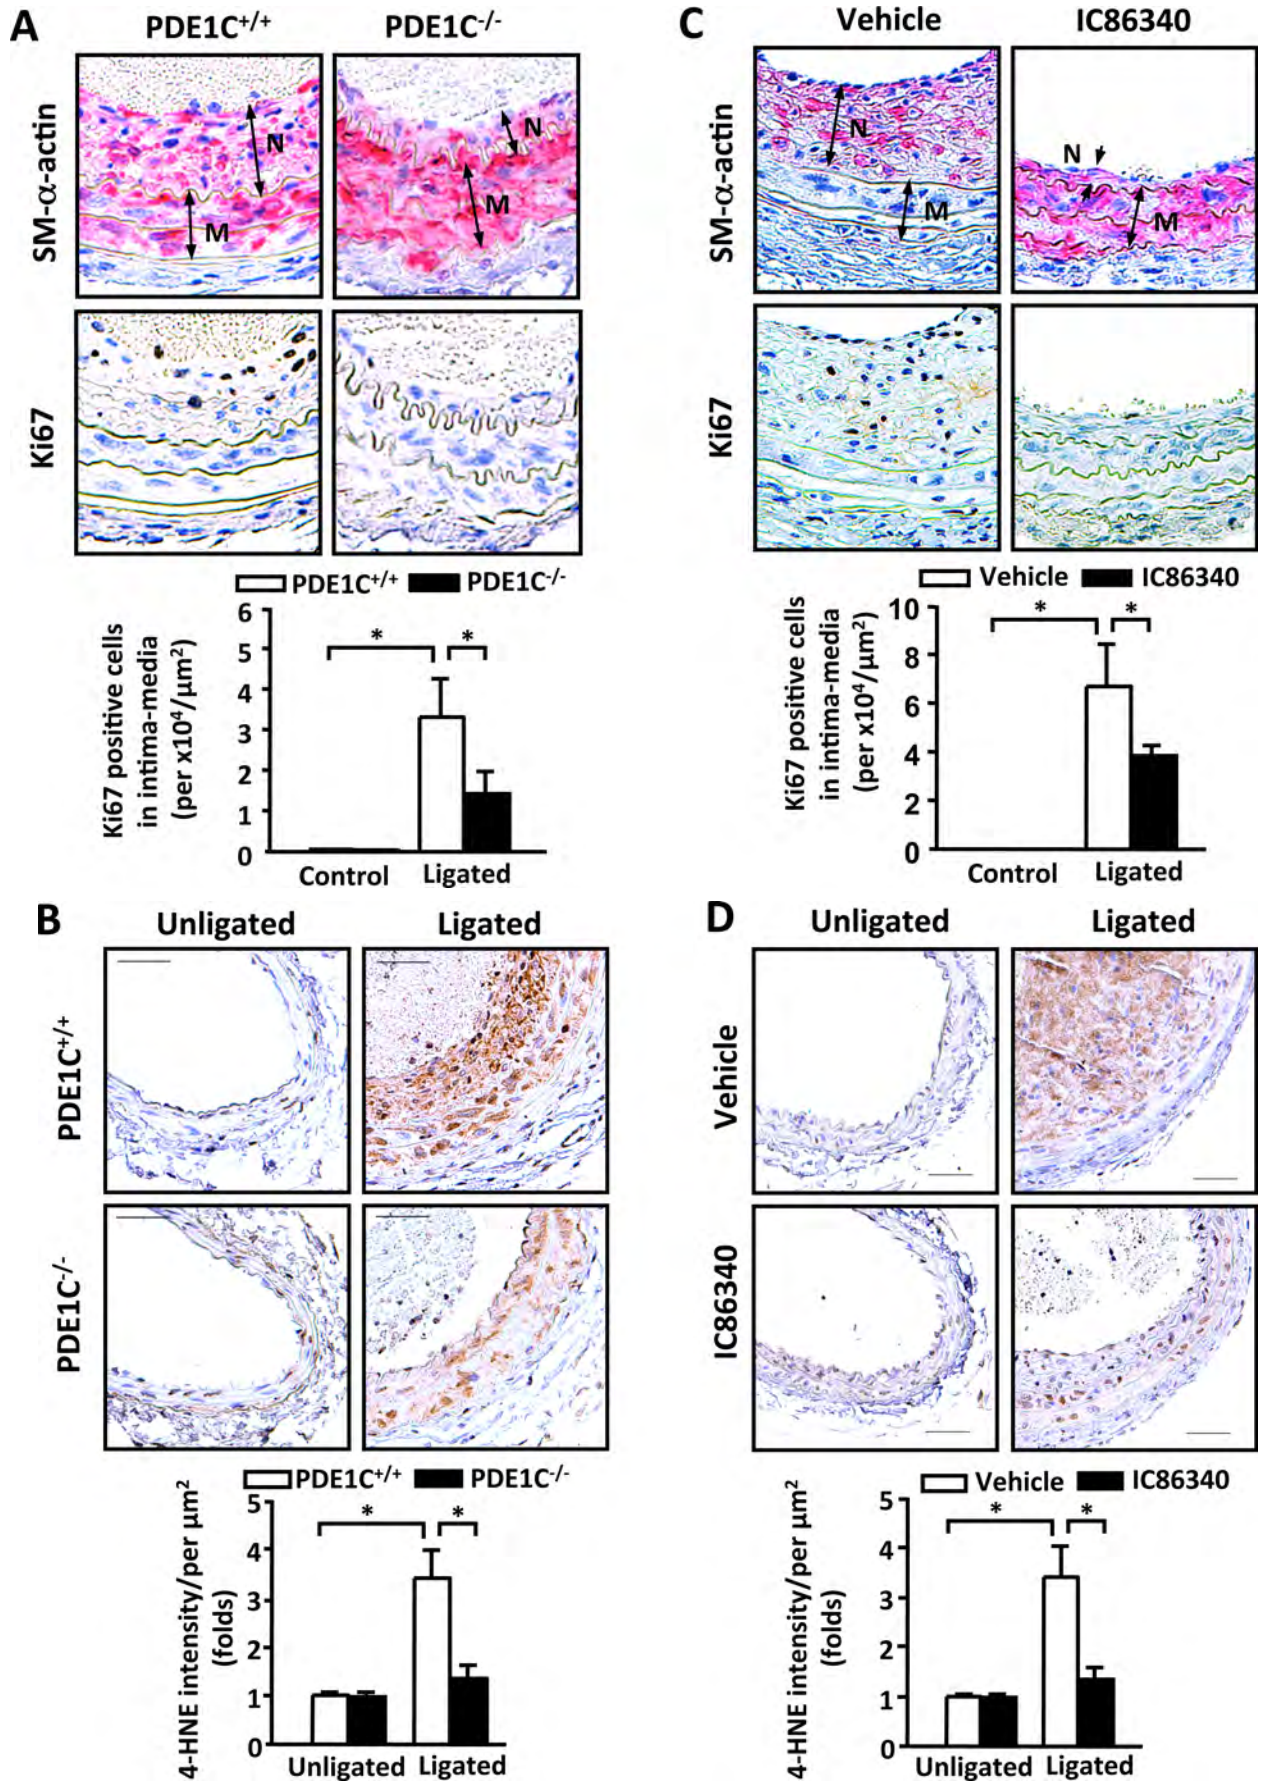 A
PDE1C+/+
PDE1C-/-
SM-α-actin
N
M
N
M
Ki67
PDE1C+/+ PDE1C-/-
Ki67 positive cells
in intima-media
(per x10⁴/μm²)
6
5
4
3
2
1
0
*
*
Control
Ligated
B
Unligated
Ligated
PDE1C+/+
PDE1C-/-
PDE1C+/+ PDE1C-/-
4-HNE intensity/per μm²
(folds)
5
4
3
2
1
0
*
*
Unligated
Ligated
C
Vehicle
IC86340
SM-α-actin
N
M
N
M
Ki67
Vehicle IC86340
Ki67 positive cells
in intima-media
(per x10⁴/μm²)
10
8
6
4
2
0
*
*
Control
Ligated
D
Unligated
Ligated
Vehicle
IC86340
Vehicle IC86340
4-HNE intensity/per μm²
(folds)
5
4
3
2
1
0
*
*
Unligated
Ligated